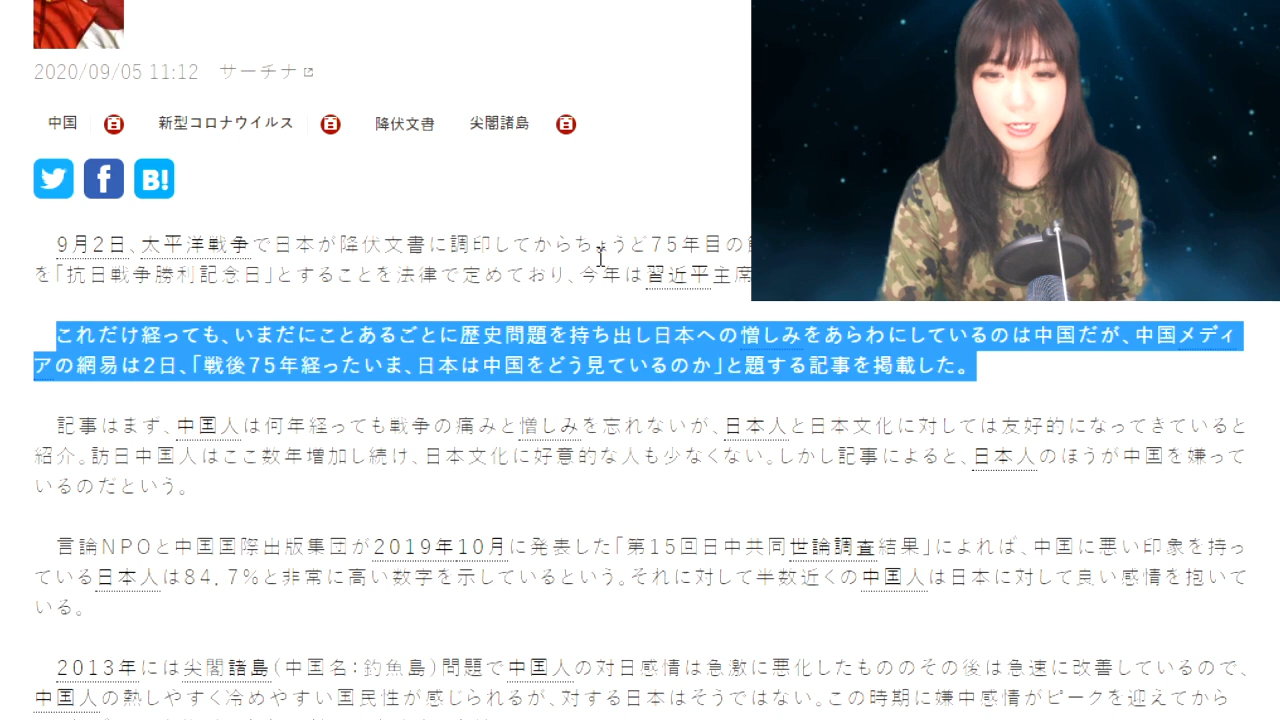 2020/09/05 11:12 サーチナ
中国 百 新型コロナウイルス 百 降伏文書 尖閣諸島 百
f B!
9月2日、太平洋戦争で日本が降伏文書に調印してからちょうど75年目の
を「抗日戦争勝利記念日」とすることを法律で定めており、今年は習近平主席
これだけ経っても、いまだにことあるごとに歴史問題を持ち出し日本への憎しみをあらわにしているのは中国だが、中国メディ
アの網易は2日、「戦後75年経ったいま、日本は中国をどう見ているのか」と題する記事を掲載した。
記事はまず、中国人は何年経っても戦争の痛みと憎しみを忘れないが、日本人と日本文化に対しては友好的になってきていると
紹介。訪日中国人はここ数年増加し続け、日本文化に好意的な人も少なくない。しかし記事によると、日本人のほうが中国を嫌って
いるのだという。
言論NPOと中国国際出版集団が2019年10月に発表した「第15回日中共同世論調査結果」によれば、中国に悪い印象を持っ
ている日本人は84.7%と非常に高い数字を示しているという。それに対して半数近くの中国人は日本に対して良い感情を抱いて
いる。
2013年には尖閣諸島(中国名:釣魚島)問題で中国人の対日感情は急激に悪化したもののその後は急速に改善しているので、
中国人の熱しやすく冷めやすい国民性が感じられるが、対する日本はそうではない。この時期に嫌中感情がピークを迎えてから